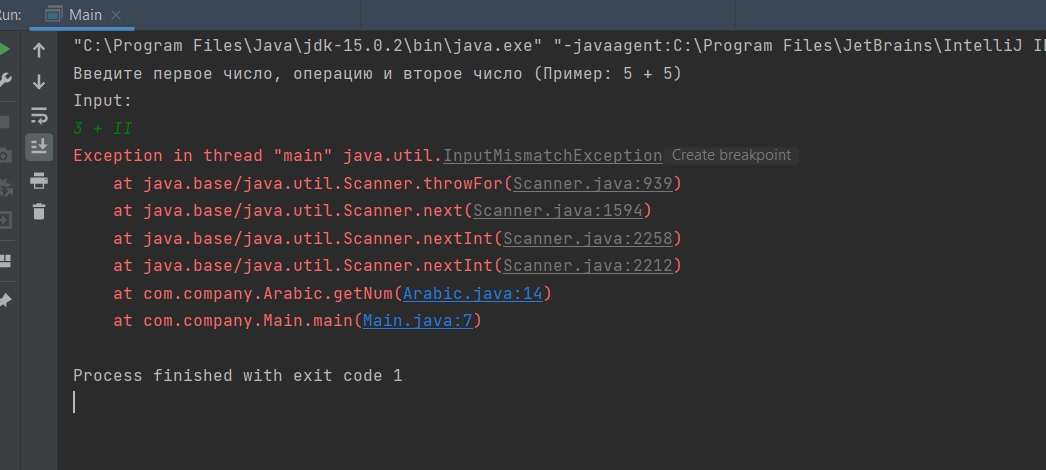 Run: Main
"C:\Program Files\Java\jdk-15.0.2\bin\java.exe" "-javaagent:C:\Program Files\JetBrains\IntelliJ I
Введите первое число, операцию и второе число (Пример: 5 + 5)
Input:
3 + II
Exception in thread "main" java.util.InputMismatchException Create breakpoint
at java.base/java.util.Scanner.throwFor(Scanner.java:939)
at java.base/java.util.Scanner.next(Scanner.java:1594)
at java.base/java.util.Scanner.nextInt(Scanner.java:2258)
at java.base/java.util.Scanner.nextInt(Scanner.java:2212)
at com.company.Arabic.getNum(Arabic.java:14)
at com.company.Main.main(Main.java:7)
Process finished with exit code 1